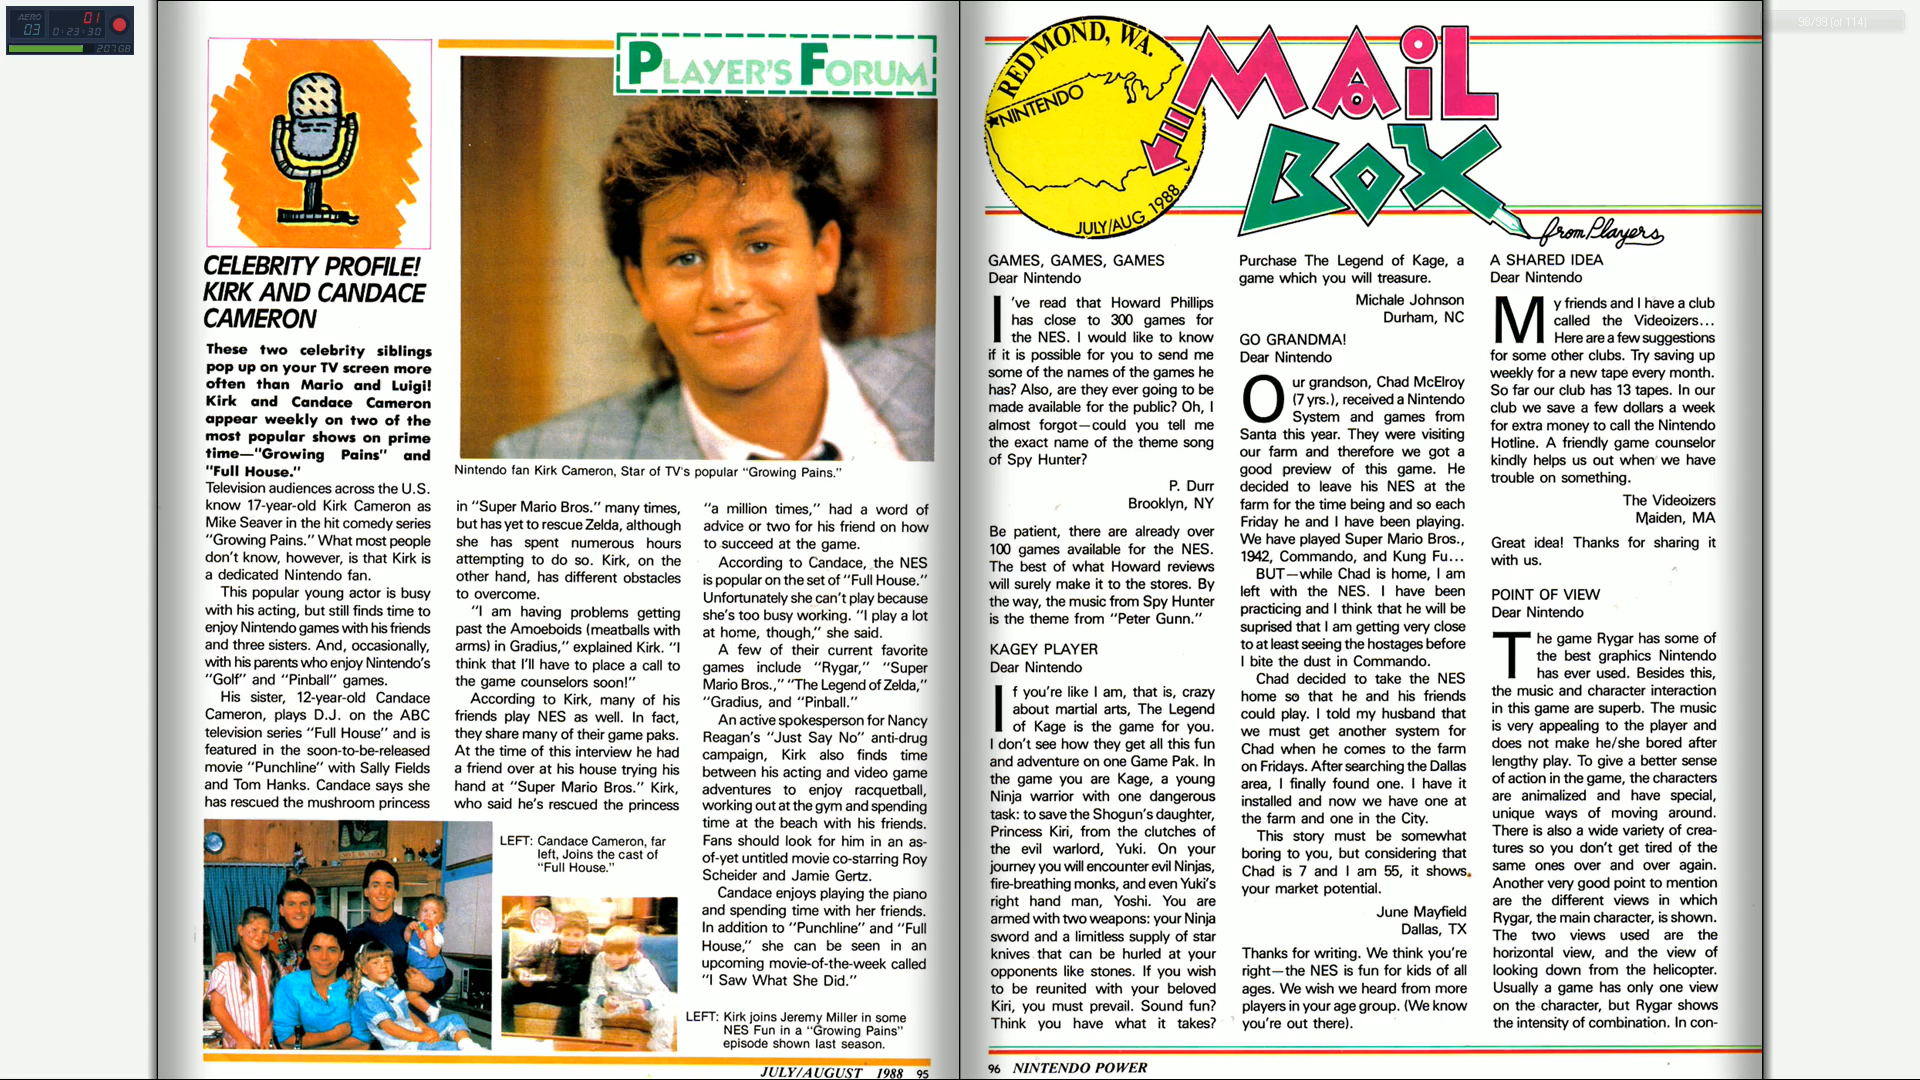 AERO
03
01
0:23:30
207GB
98/99 (of 114)
PLAYER'S FORUM
CELEBRITY PROFILE!
KIRK AND CANDACE
CAMERON
These two celebrity siblings
pop up on your TV screen more
often than Mario and Luigi!
Kirk and Candace Cameron
appear weekly on two of the
most popular shows on prime
time—"Growing Pains" and
"Full House."
Television audiences across the U.S.
know 17-year-old Kirk Cameron as
Mike Seaver in the hit comedy series
"Growing Pains." What most people
don't know, however, is that Kirk is
a dedicated Nintendo fan.
This popular young actor is busy
with his acting, but still finds time to
enjoy Nintendo games with his friends
and three sisters. And, occasionally,
with his parents who enjoy Nintendo's
"Golf" and "Pinball" games.
His sister, 12-year-old Candace
Cameron, plays D.J. on the ABC
television series "Full House" and is
featured in the soon-to-be-released
movie "Punchline" with Sally Fields
and Tom Hanks. Candace says she
has rescued the mushroom princess
Nintendo fan Kirk Cameron, Star of TV's popular "Growing Pains."
in "Super Mario Bros." many times,
but has yet to rescue Zelda, although
she has spent numerous hours
attempting to do so. Kirk, on the
other hand, has different obstacles
to overcome.
"I am having problems getting
past the Amoeboids (meatballs with
arms) in Gradius," explained Kirk. "I
think that I'll have to place a call to
the game counselors soon!"
According to Kirk, many of his
friends play NES as well. In fact,
they share many of their game paks.
At the time of this interview he had
a friend over at his house trying his
hand at "Super Mario Bros." Kirk,
who said he's rescued the princess
"a million times," had a word of
advice or two for his friend on how
to succeed at the game.
According to Candace, the NES
is popular on the set of "Full House."
Unfortunately she can't play because
she's too busy working. "I play a lot
at home, though," she said.
A few of their current favorite
games include "Rygar," "Super
Mario Bros.," "The Legend of Zelda,"
"Gradius, and "Pinball."
An active spokesperson for Nancy
Reagan's "Just Say No" anti-drug
campaign, Kirk also finds time
between his acting and video game
adventures to enjoy racquetball,
working out at the gym and spending
time at the beach with his friends.
Fans should look for him in an as-
of-yet untitled movie co-starring Roy
Scheider and Jamie Gertz.
Candace enjoys playing the piano
and spending time with her friends.
In addition to "Punchline" and "Full
House," she can be seen in an
upcoming movie-of-the-week called
"I Saw What She Did."
LEFT: Candace Cameron, far
left, Joins the cast of
"Full House."
LEFT: Kirk joins Jeremy Miller in some
NES Fun in a "Growing Pains"
episode shown last season.
JULY/AUGUST 1988 95
REDMOND, WA.
NINTENDO
JULY/AUG 1988
MAIL
BOX
from Players
GAMES, GAMES, GAMES
Dear Nintendo
I've read that Howard Phillips
has close to 300 games for
the NES. I would like to know
if it is possible for you to send me
some of the names of the games he
has? Also, are they ever going to be
made available for the public? Oh, I
almost forgot—could you tell me
the exact name of the theme song
of Spy Hunter?
P. Durr
Brooklyn, NY
Be patient, there are already over
100 games available for the NES.
The best of what Howard reviews
will surely make it to the stores. By
the way, the music from Spy Hunter
is the theme from "Peter Gunn."
KAGEY PLAYER
Dear Nintendo
If you're like I am, that is, crazy
about martial arts, The Legend
of Kage is the game for you.
I don't see how they get all this fun
and adventure on one Game Pak. In
the game you are Kage, a young
Ninja warrior with one dangerous
task: to save the Shogun's daughter,
Princess Kiri, from the clutches of
the evil warlord, Yuki. On your
journey you will encounter evil Ninjas,
fire-breathing monks, and even Yuki's
right hand man, Yoshi. You are
armed with two weapons: your Ninja
sword and a limitless supply of star
knives that can be hurled at your
opponents like stones. If you wish
to be reunited with your beloved
Kiri, you must prevail. Sound fun?
Think you have what it takes?
Purchase The Legend of Kage, a
game which you will treasure.
Michale Johnson
Durham, NC
GO GRANDMA!
Dear Nintendo
Our grandson, Chad McElroy
(7 yrs.), received a Nintendo
System and games from
Santa this year. They were visiting
our farm and therefore we got a
good preview of this game. He
decided to leave his NES at the
farm for the time being and so each
Friday he and I have been playing.
We have played Super Mario Bros.,
1942, Commando, and Kung Fu...
BUT—while Chad is home, I am
left with the NES. I have been
practicing and I think that he will be
suprised that I am getting very close
to at least seeing the hostages before
I bite the dust in Commando.
Chad decided to take the NES
home so that he and his friends
could play. I told my husband that
we must get another system for
Chad when he comes to the farm
on Fridays. After searching the Dallas
area, I finally found one. I have it
installed and now we have one at
the farm and one in the City.
This story must be somewhat
boring to you, but considering that
Chad is 7 and I am 55, it shows
your market potential.
June Mayfield
Dallas, TX
Thanks for writing. We think you're
right—the NES is fun for kids of all
ages. We wish we heard from more
players in your age group. (We know
you're out there).
A SHARED IDEA
Dear Nintendo
My friends and I have a club
called the Videoizers...
Here are a few suggestions
for some other clubs. Try saving up
weekly for a new tape every month.
So far our club has 13 tapes. In our
club we save a few dollars a week
for extra money to call the Nintendo
Hotline. A friendly game counselor
kindly helps us out when we have
trouble on something.
The Videoizers
Maiden, MA
Great idea! Thanks for sharing it
with us.
POINT OF VIEW
Dear Nintendo
The game Rygar has some of
the best graphics Nintendo
has ever used. Besides this,
the music and character interaction
in this game are superb. The music
is very appealing to the player and
does not make he/she bored after
lengthy play. To give a better sense
of action in the game, the characters
are animalized and have special,
unique ways of moving around.
There is also a wide variety of crea-
tures so you don't get tired of the
same ones over and over again.
Another very good point to mention
are the different views in which
Rygar, the main character, is shown.
The two views used are the
horizontal view, and the view of
looking down from the helicopter.
Usually a game has only one view
on the character, but Rygar shows
the intensity of combination. In con-
96 NINTENDO POWER